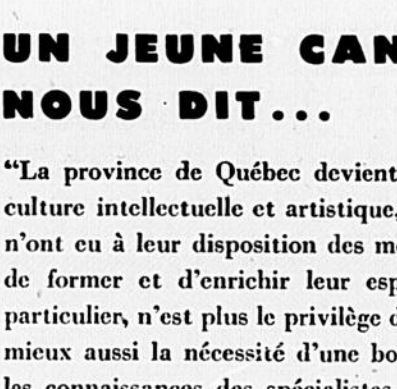 UN JEUNE CAN
NOUS DIT...
“La province de Québec devient
culture intellectuelle et artistique,
n'ont eu à leur disposition des
de former et d'enrichir leur
particulier, n'est plus le privilège
mieux aussi la nécessité d'une
les connaissances des spécialistes